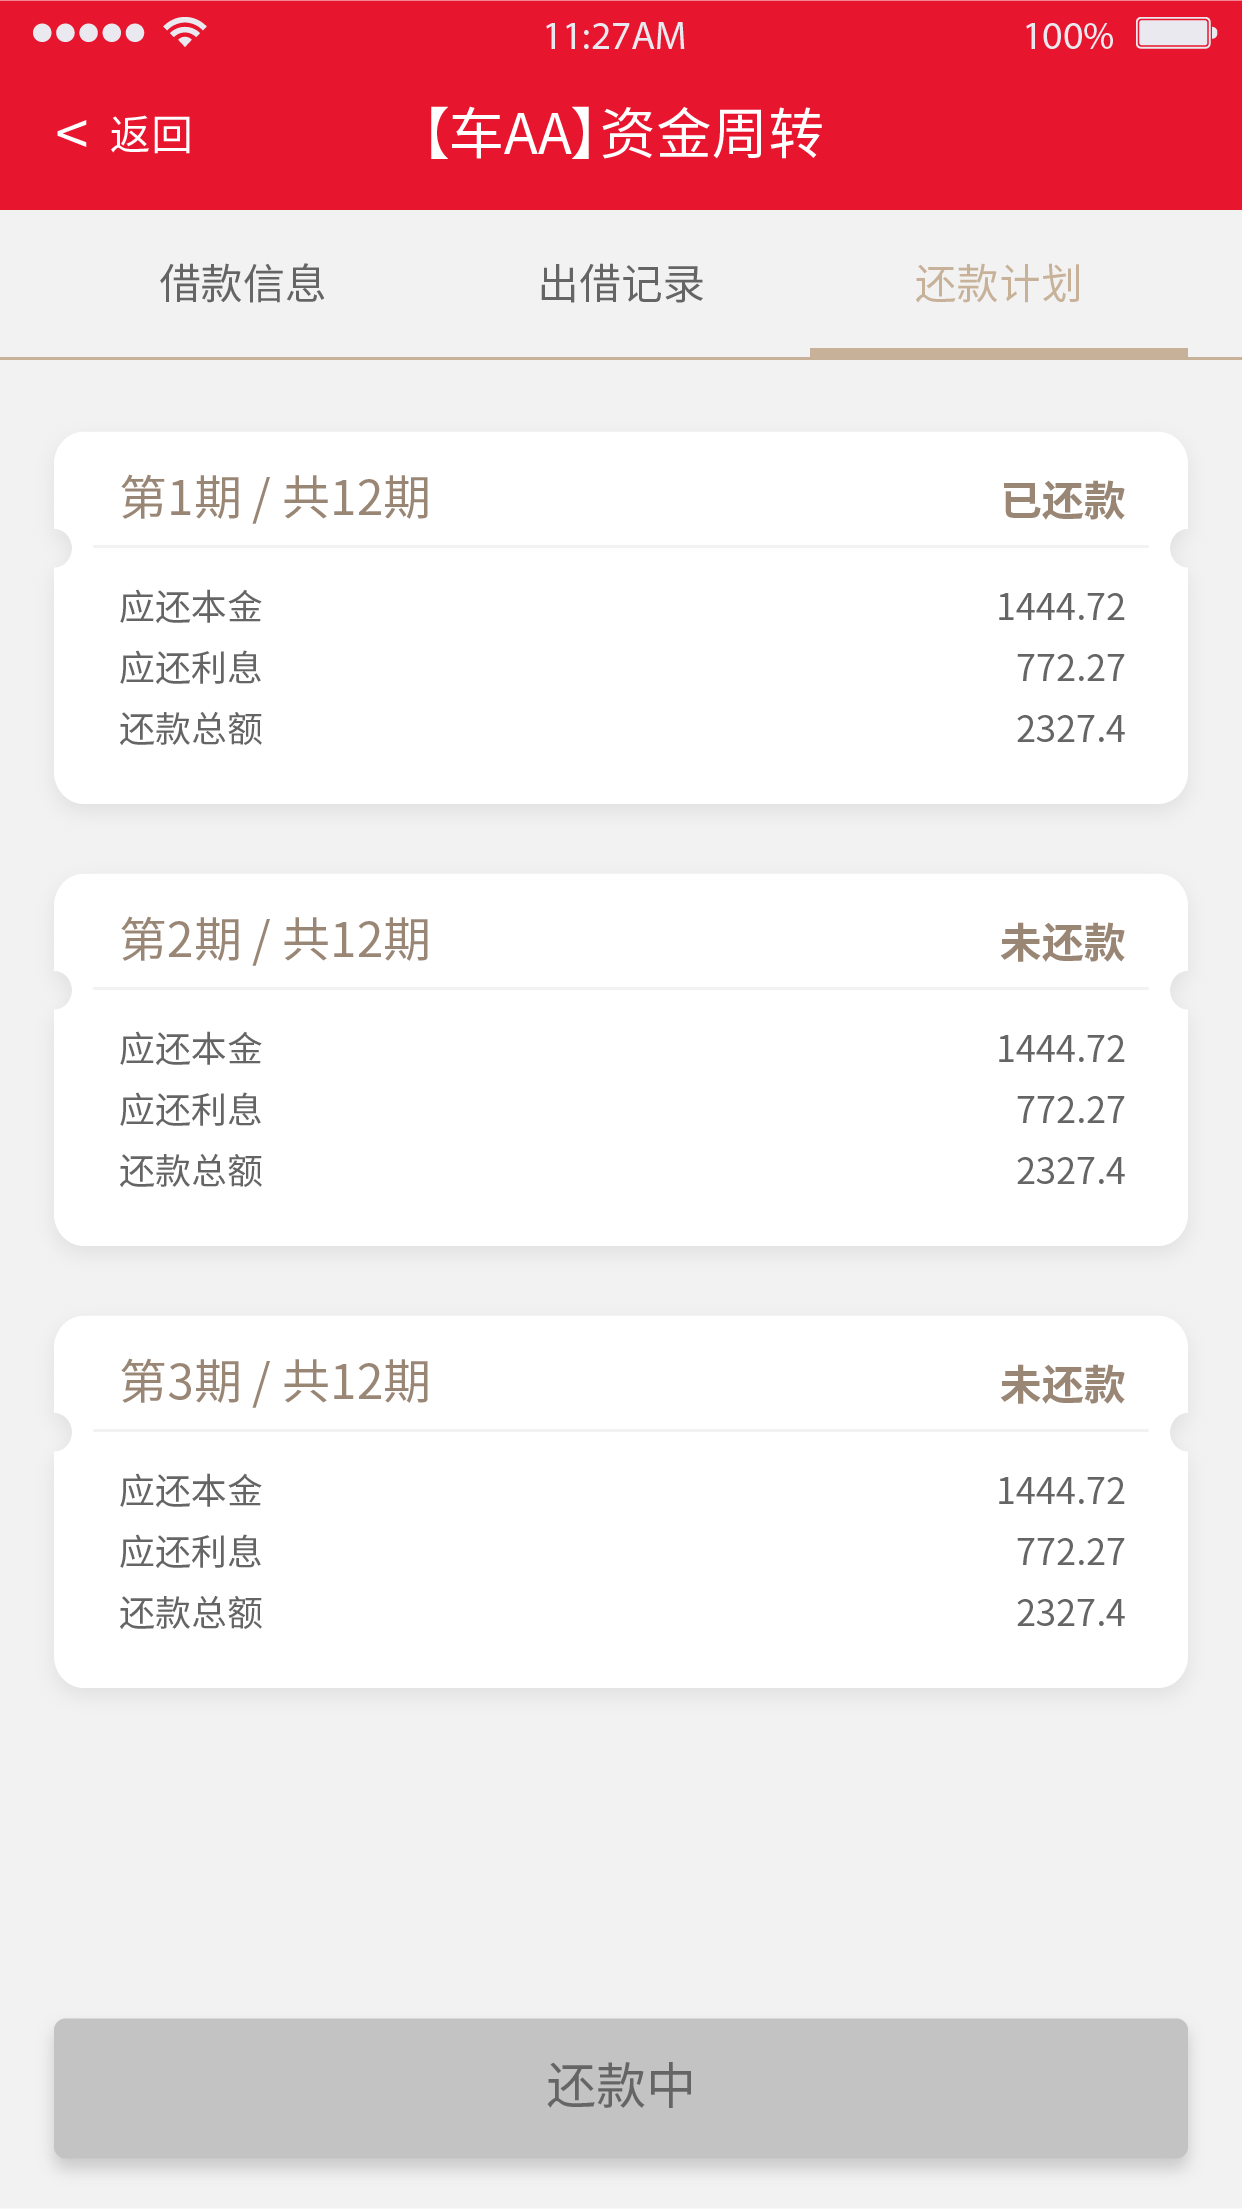 11:27AM 100%
< 返回 【车AA】资金周转
借款信息 出借记录 还款计划
第1期 / 共12期 已还款
应还本金 1444.72
应还利息 772.27
还款总额 2327.4
第2期 / 共12期 未还款
应还本金 1444.72
应还利息 772.27
还款总额 2327.4
第3期 / 共12期 未还款
应还本金 1444.72
应还利息 772.27
还款总额 2327.4
还款中